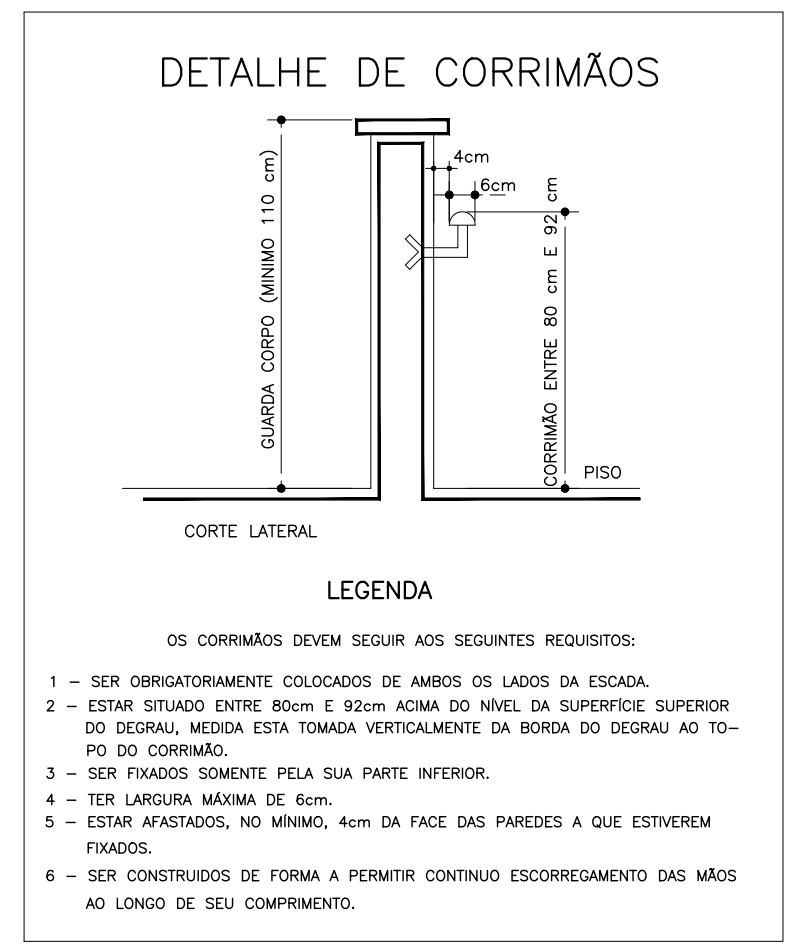 DETALHE DE CORRIMÃOS
4cm
6cm
GUARDA CORPO (MINIMO 110 cm)
CORRIMÃO ENTRE 80 cm E 92 cm
PISO
CORTE LATERAL
LEGENDA
OS CORRIMÃOS DEVEM SEGUIR AOS SEGUINTES REQUISITOS:
1 – SER OBRIGATORIAMENTE COLOCADOS DE AMBOS OS LADOS DA ESCADA.
2 – ESTAR SITUADO ENTRE 80cm E 92cm ACIMA DO NÍVEL DA SUPERFÍCIE SUPERIOR
DO DEGRAU, MEDIDA ESTA TOMADA VERTICALMENTE DA BORDA DO DEGRAU AO TO–
PO DO CORRIMÃO.
3 – SER FIXADOS SOMENTE PELA SUA PARTE INFERIOR.
4 – TER LARGURA MÁXIMA DE 6cm.
5 – ESTAR AFASTADOS, NO MÍNIMO, 4cm DA FACE DAS PAREDES A QUE ESTIVEREM
FIXADOS.
6 – SER CONSTRUIDOS DE FORMA A PERMITIR CONTINUO ESCORREGAMENTO DAS MÃOS
AO LONGO DE SEU COMPRIMENTO.